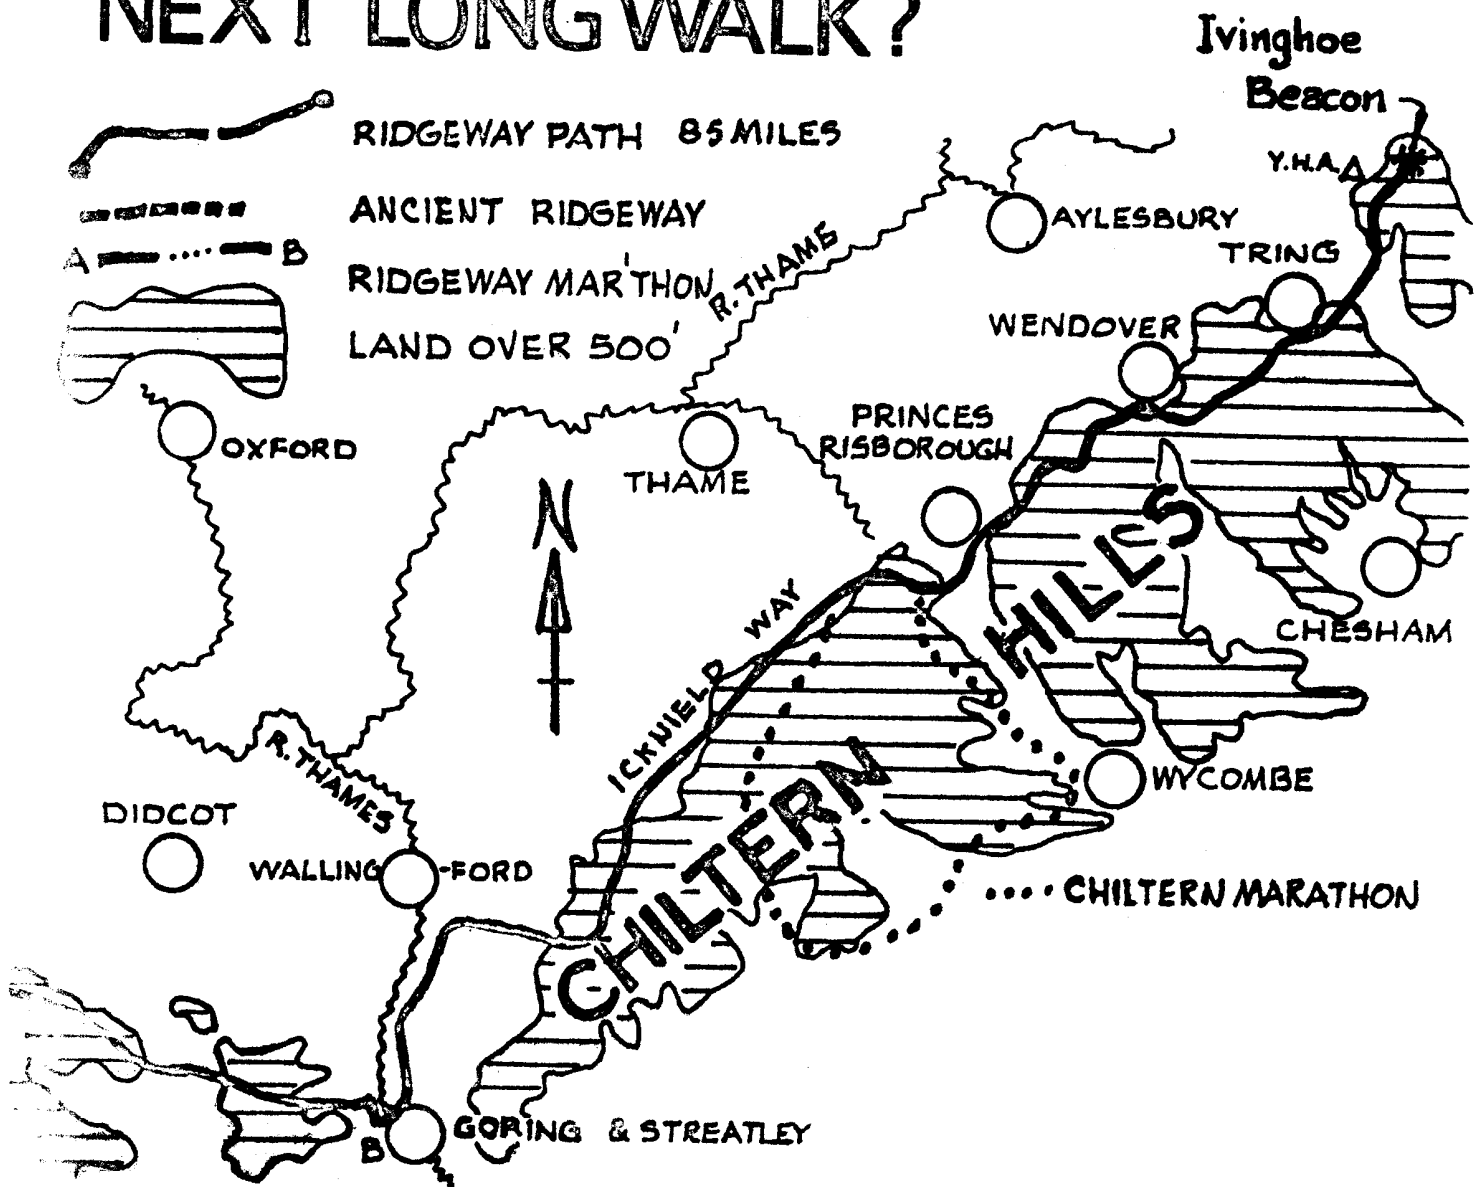 NEXT LONG WALK?
Ivinghoe
Beacon
RIDGEWAY PATH 85 MILES
Y.H.A.
ANCIENT RIDGEWAY
AYLESBURY
A B
TRING
RIDGEWAY MAR'THON
R. THAME
WENDOVER
LAND OVER 500'
PRINCES
RISBOROUGH
OXFORD
THAME
N
CHILTERN HILLS
ICKNIELD WAY
CHESHAM
R. THAMES
WYCOMBE
DIDCOT
WALLING-FORD
CHILTERN MARATHON
B
GORING & STREATLEY